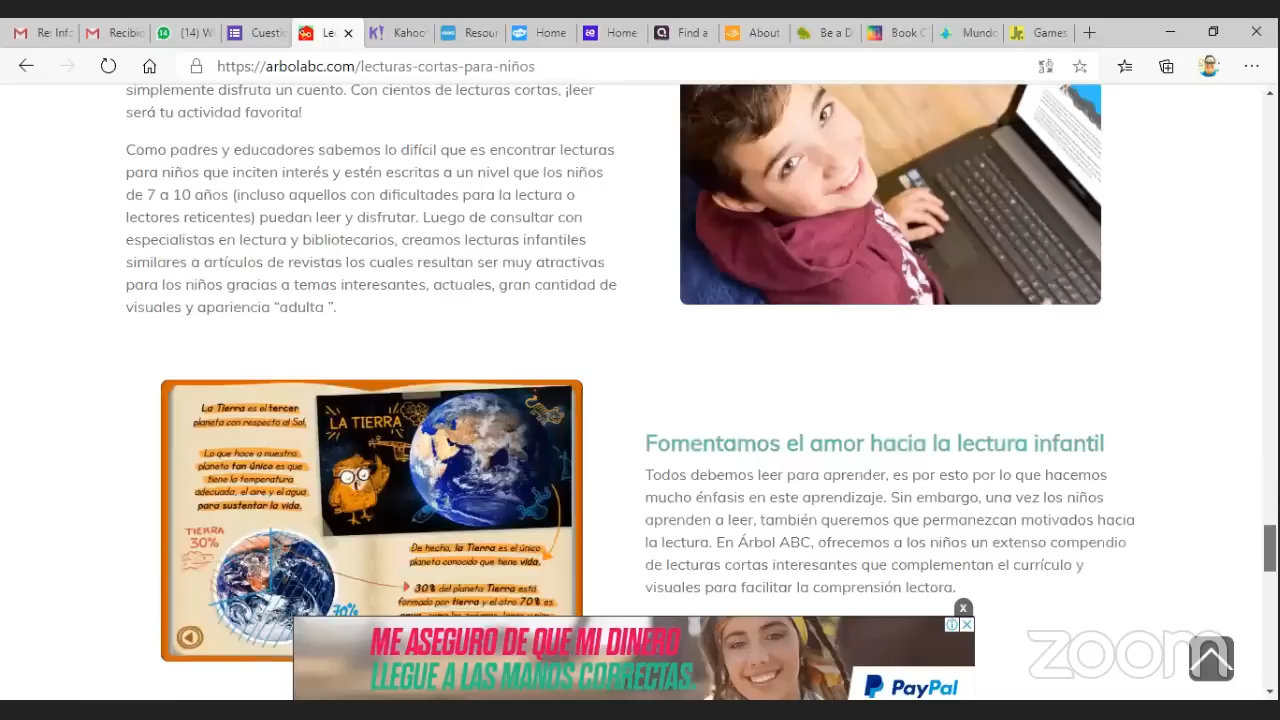 Re: Info
Recibio
(14) W
Cuesti
Le
Kahoo
Resour
Home
Home
Find a
About
Be a D
Book C
Mundo
Games
https://arbolabc.com/lecturas-cortas-para-niños
simplemente disfruta un cuento. Con cientos de lecturas cortas, ¡leer
será tu actividad favorita!
Como padres y educadores sabemos lo difícil que es encontrar lecturas
para niños que inciten interés y estén escritas a un nivel que los niños
de 7 a 10 años (incluso aquellos con dificultades para la lectura o
lectores reticentes) puedan leer y disfrutar. Luego de consultar con
especialistas en lectura y bibliotecarios, creamos lecturas infantiles
similares a artículos de revistas los cuales resultan ser muy atractivas
para los niños gracias a temas interesantes, actuales, gran cantidad de
visuales y apariencia “adulta ”.
La Tierra es el tercer
planeta con respecto al Sol.
Lo que hace a nuestro
planeta tan único es que
tiene la temperatura
adecuada, el aire y el agua
para sustentar la vida.
LA TIERRA
TIERRA
30%
70%
De hecho, la Tierra es el único
planeta conocido que tiene vida.
30% del planeta Tierra está
formado por tierra y el otro 70% es
Fomentamos el amor hacia la lectura infantil
Todos debemos leer para aprender, es por esto por lo que hacemos
mucho énfasis en este aprendizaje. Sin embargo, una vez los niños
aprenden a leer, también queremos que permanezcan motivados hacia
la lectura. En Árbol ABC, ofrecemos a los niños un extenso compendio
de lecturas cortas interesantes que complementan el currículo y
visuales para facilitar la comprensión lectora.
ME ASEGURO DE QUE MI DINERO
LLEGUE A LAS MANOS CORRECTAS.
PayPal
zoom